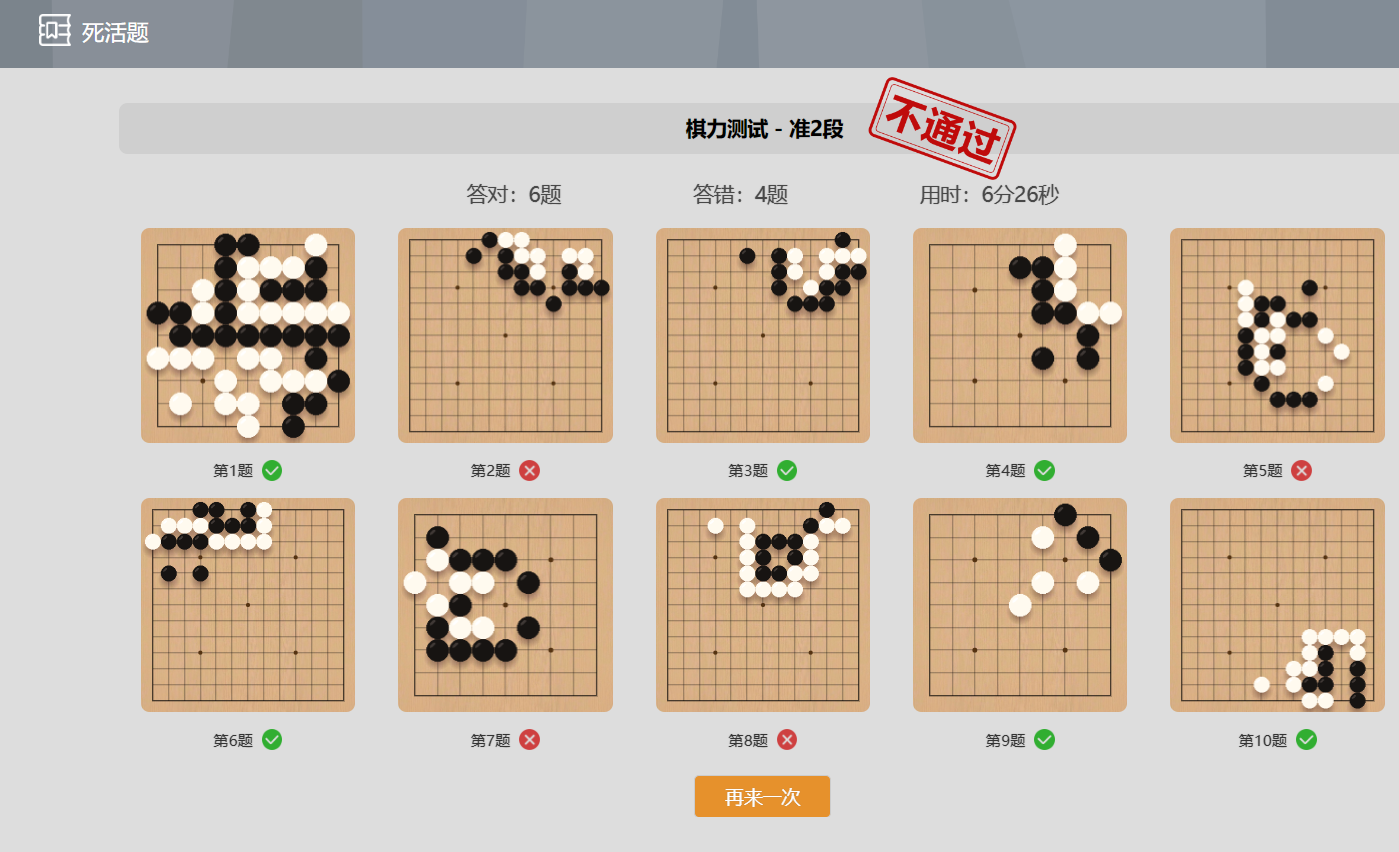 死活题
棋力测试 - 准2段
不通过
答对：6题 答错：4题 用时：6分26秒
第1题 第2题 第3题 第4题 第5题
第6题 第7题 第8题 第9题 第10题
再来一次